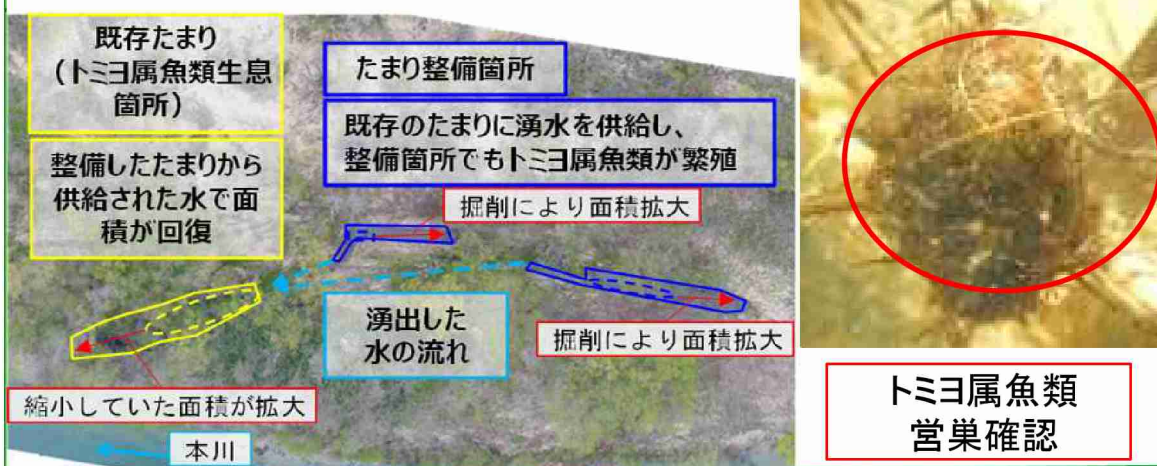 既存たまり
（トミヨ属魚類生息
箇所）
整備したたまりから
供給された水で面
積が回復
たまり整備箇所
既存のたまりに湧水を供給し、
整備箇所でもトミヨ属魚類が繁殖
掘削により面積拡大
湧出した
水の流れ
掘削により面積拡大
縮小していた面積が拡大
本川
トミヨ属魚類
営巣確認